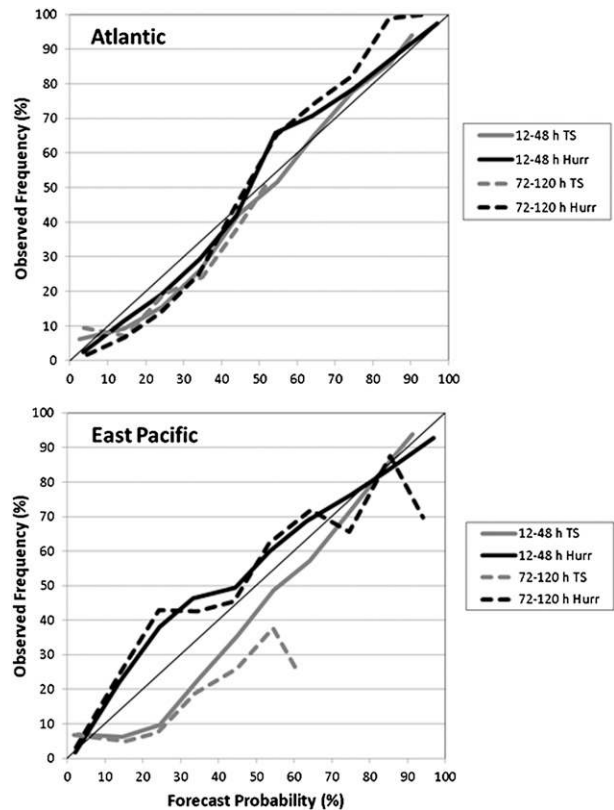 Atlantic
Observed Frequency (%)
100
90
80
70
60
50
40
30
20
10
0
0 10 20 30 40 50 60 70 80 90 100
12-48 h TS
12-48 h Hurr
72-120 h TS
72-120 h Hurr
East Pacific
Observed Frequency (%)
100
90
80
70
60
50
40
30
20
10
0
0 10 20 30 40 50 60 70 80 90 100
Forecast Probability (%)
12-48 h TS
12-48 h Hurr
72-120 h TS
72-120 h Hurr